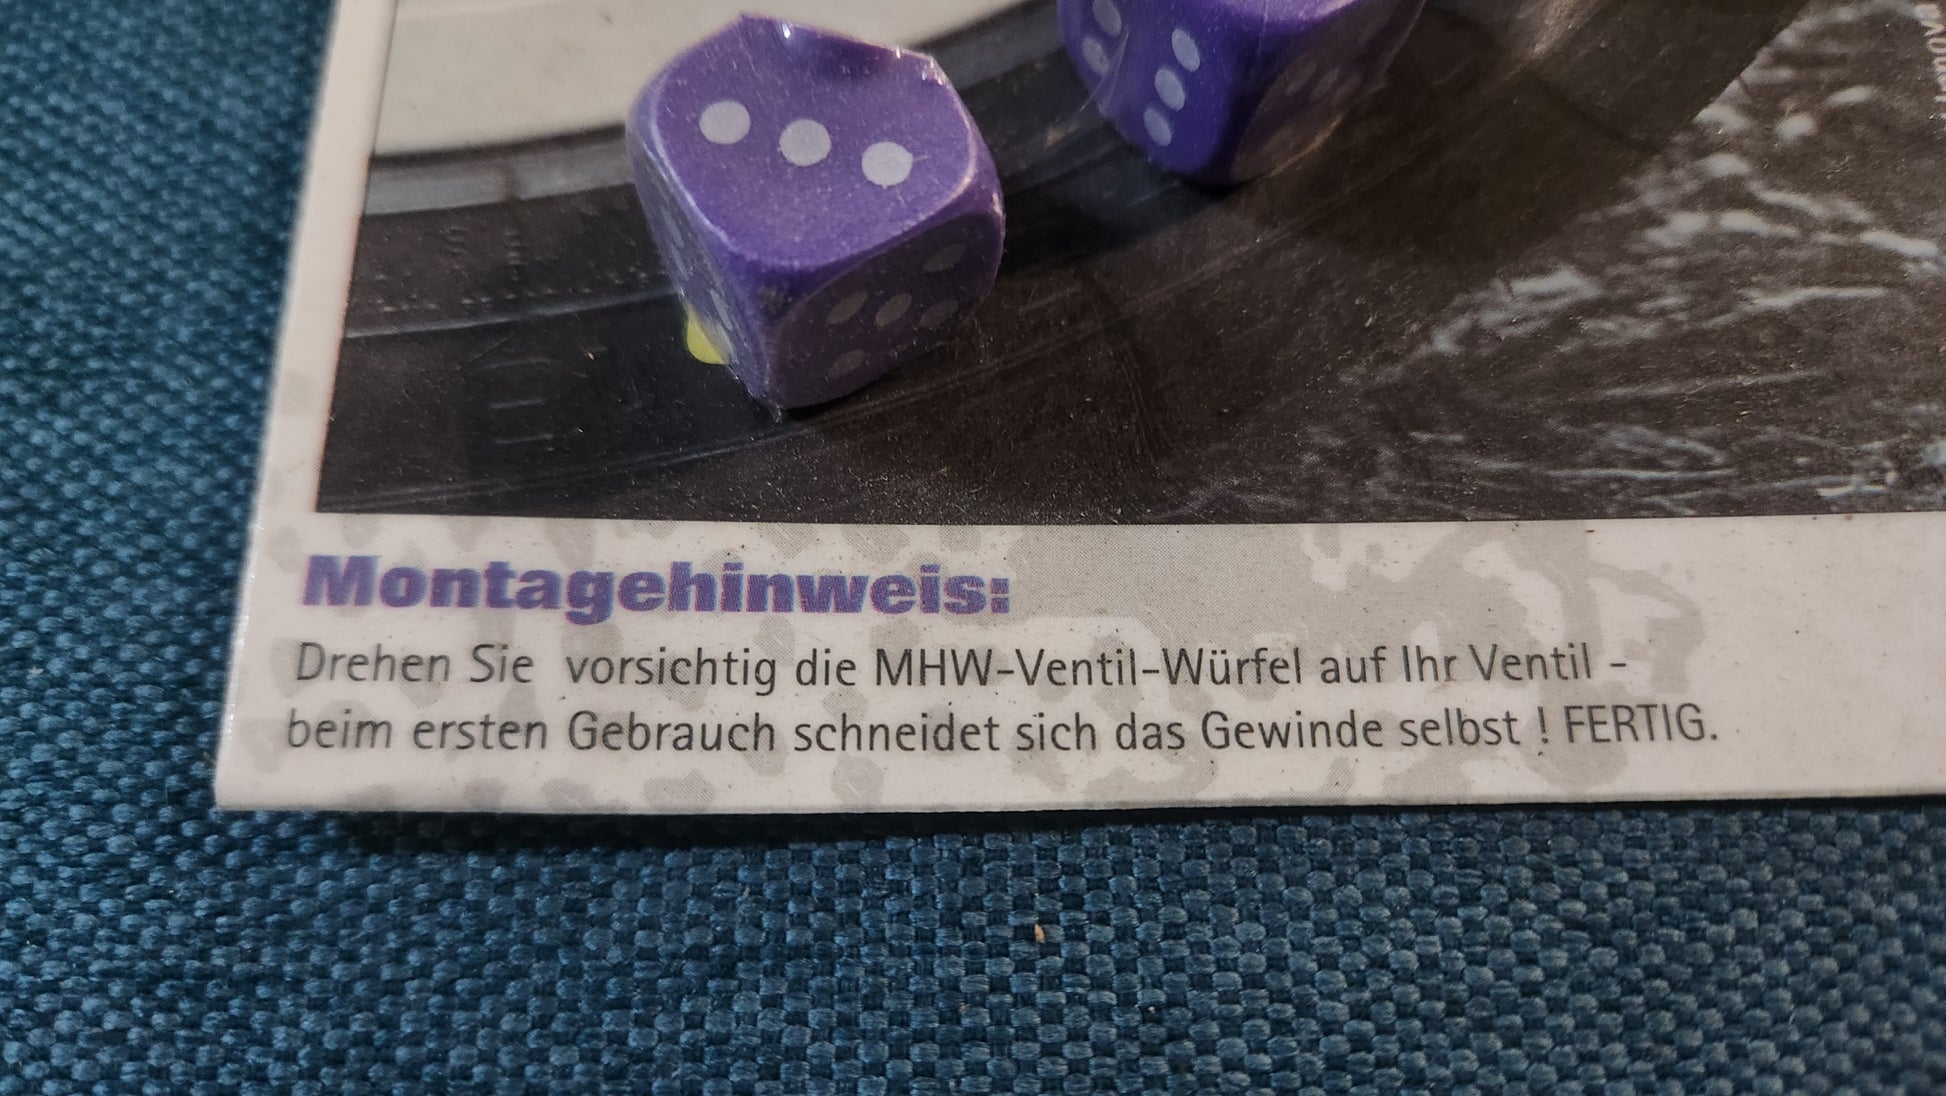 Montagehinweis:
Drehen Sie vorsichtig die MHW-Ventil-Würfel auf Ihr Ventil -
beim ersten Gebrauch schneidet sich das Gewinde selbst ! FERTIG.